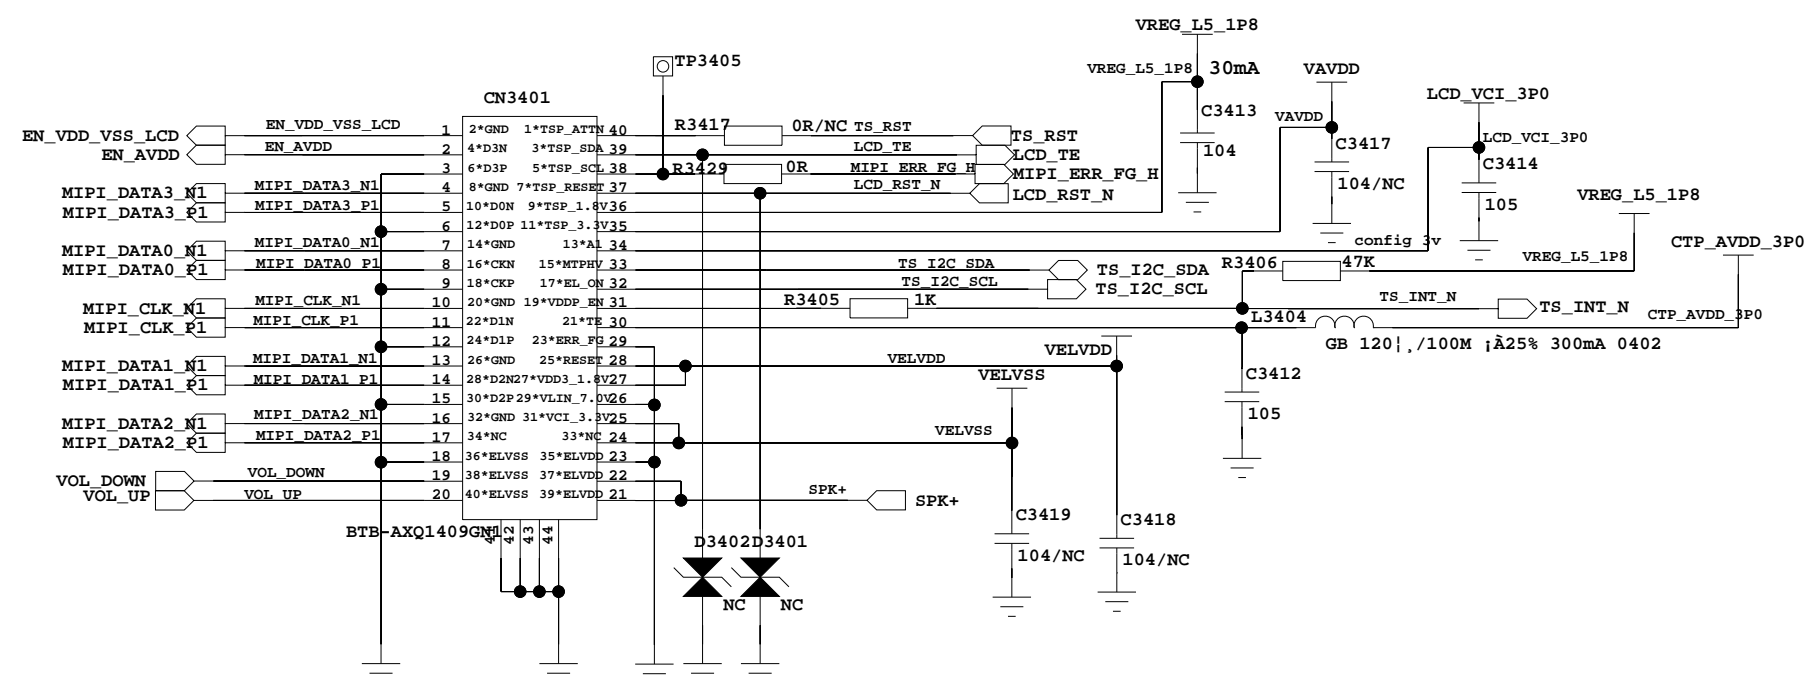 VREG_L5_1P8
TP3405
VREG_L5_1P8 30mA
VAVDD
LCD_VCI_3P0
CN3401
C3413
104
VAVDD
C3417
104/NC
LCD_VCI_3P0
C3414
105
EN_VDD_VSS_LCD EN_VDD_VSS_LCD 1 2*GND 1*TSP_ATTN 40 R3417 0R/NC TS_RST TS_RST
EN_AVDD EN_AVDD 2 4*D3N 3*TSP_SDA 39 LCD_TE LCD_TE
3 6*D3P 5*TSP_SCL 38 R3429 0R MIPI_ERR_FG_H MIPI_ERR_FG_H
MIPI_DATA3_N1 MIPI_DATA3_N1 4 8*GND 7*TSP_RESET 37 LCD_RST_N LCD_RST_N
VREG_L5_1P8
MIPI_DATA3_P1 MIPI_DATA3_P1 5 10*D0N 9*TSP_1.8V 36
6 12*D0P 11*TSP_3.3V 35
MIPI_DATA0_N1 MIPI_DATA0_N1 7 14*GND 13*A1 34 config 3v
CTP_AVDD_3P0
VREG_L5_1P8
MIPI_DATA0_P1 MIPI_DATA0_P1 8 16*CKN 15*MTPHV 33 TS_I2C_SDA TS_I2C_SDA R3406 47K
9 18*CKP 17*EL_ON 32 TS_I2C_SCL TS_I2C_SCL
MIPI_CLK_N1 MIPI_CLK_N1 10 20*GND 19*VDDP_EN 31 R3405 1K TS_INT_N TS_INT_N
MIPI_CLK_P1 MIPI_CLK_P1 11 22*D1N 21*TE 30 L3404 CTP_AVDD_3P0
12 24*D1P 23*ERR_FG 29
GB 120¦¸/100M ¡À25% 300mA 0402
VELVDD
MIPI_DATA1_N1 MIPI_DATA1_N1 13 26*GND 25*RESET 28 VELVDD
MIPI_DATA1_P1 MIPI_DATA1_P1 14 28*D2N 27*VDD3_1.8V 27
VELVSS
C3412
105
15 30*D2P 29*VLIN_7.0V 26
MIPI_DATA2_N1 MIPI_DATA2_N1 16 32*GND 31*VCI_3.3V 25
MIPI_DATA2_P1 MIPI_DATA2_P1 17 34*NC 33*NC 24 VELVSS
18 36*ELVSS 35*ELVDD 23
VOL_DOWN VOL_DOWN 19 38*ELVSS 37*ELVDD 22
VOL_UP VOL_UP 20 40*ELVSS 39*ELVDD 21 SPK+ SPK+
BTB-AXQ1409GN1
41 42 43 44
C3419
104/NC
C3418
104/NC
D3402 D3401
NC NC